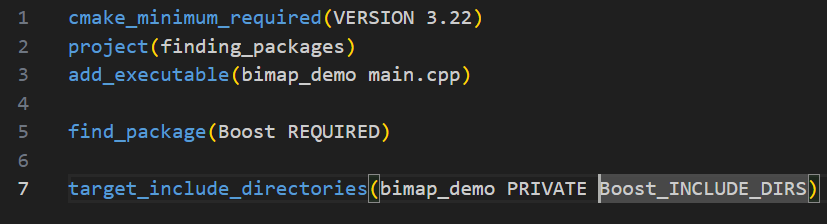 1 cmake_minimum_required(VERSION 3.22)
2 project(finding_packages)
3 add_executable(bimap_demo main.cpp)
4
5 find_package(Boost REQUIRED)
6
7 target_include_directories(bimap_demo PRIVATE Boost_INCLUDE_DIRS)